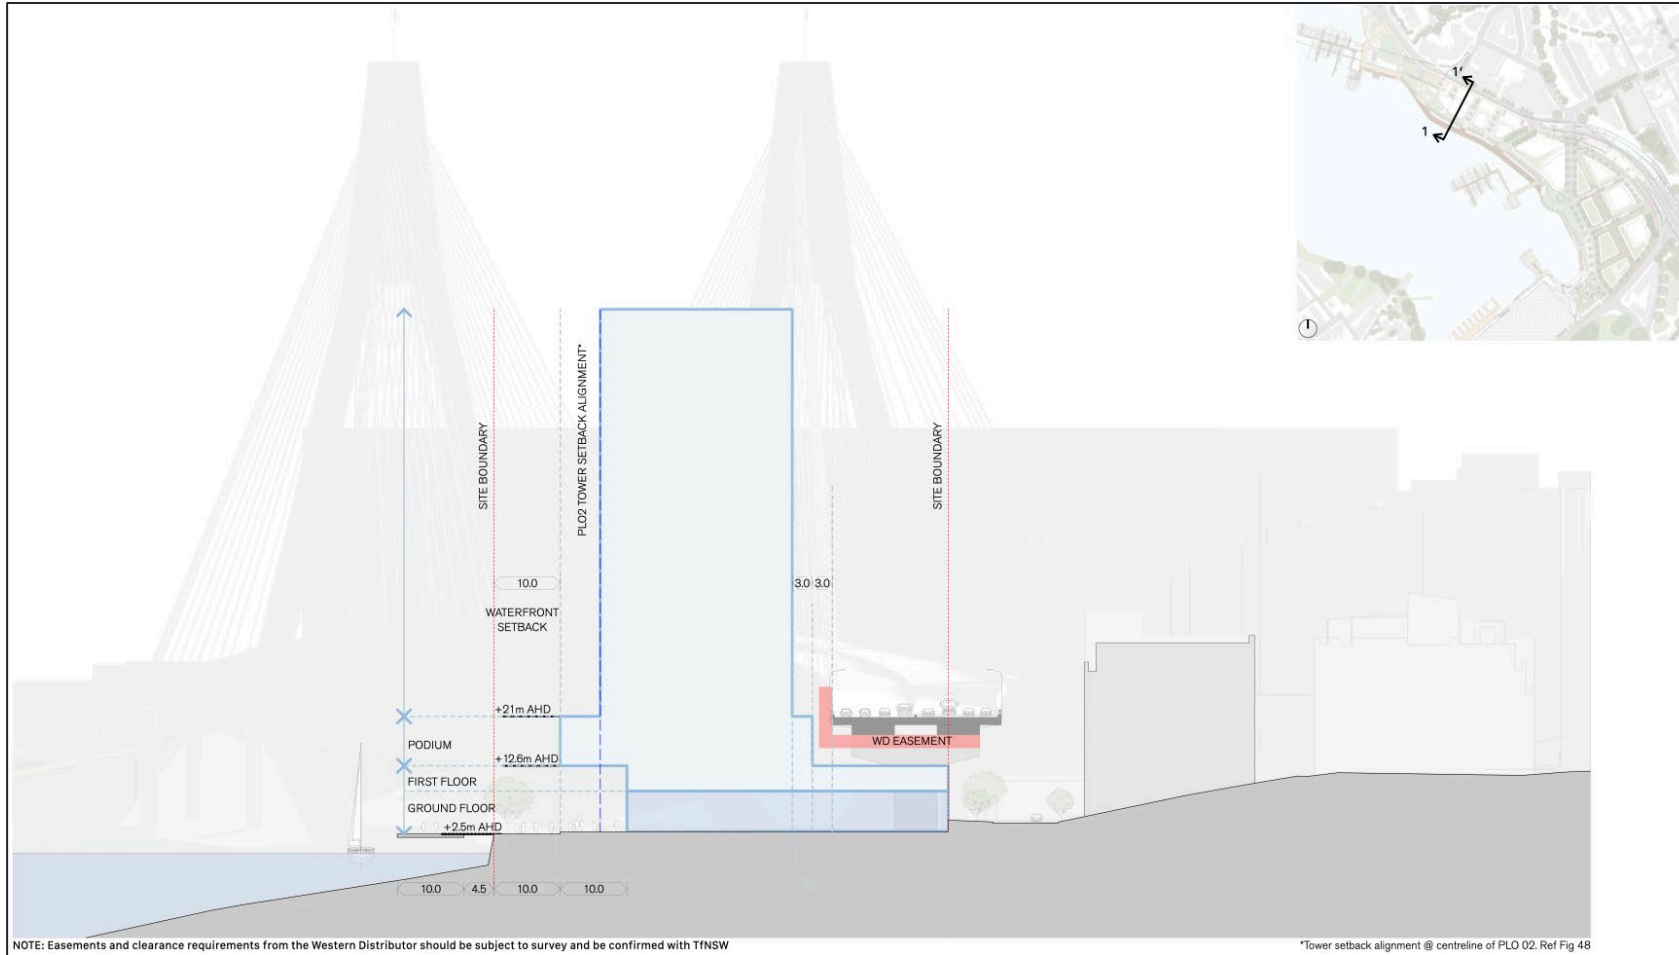 1'
1
SITE BOUNDARY
PLO2 TOWER SETBACK ALIGNMENT*
SITE BOUNDARY
10.0
3.0 3.0
WATERFRONT
SETBACK
+21m AHD
PODIUM
WD EASEMENT
+12.6m AHD
FIRST FLOOR
GROUND FLOOR
+2.5m AHD
10.0 4.5 10.0 10.0
NOTE: Easements and clearance requirements from the Western Distributor should be subject to survey and be confirmed with TfNSW
*Tower setback alignment @ centreline of PLO 02. Ref Fig 48